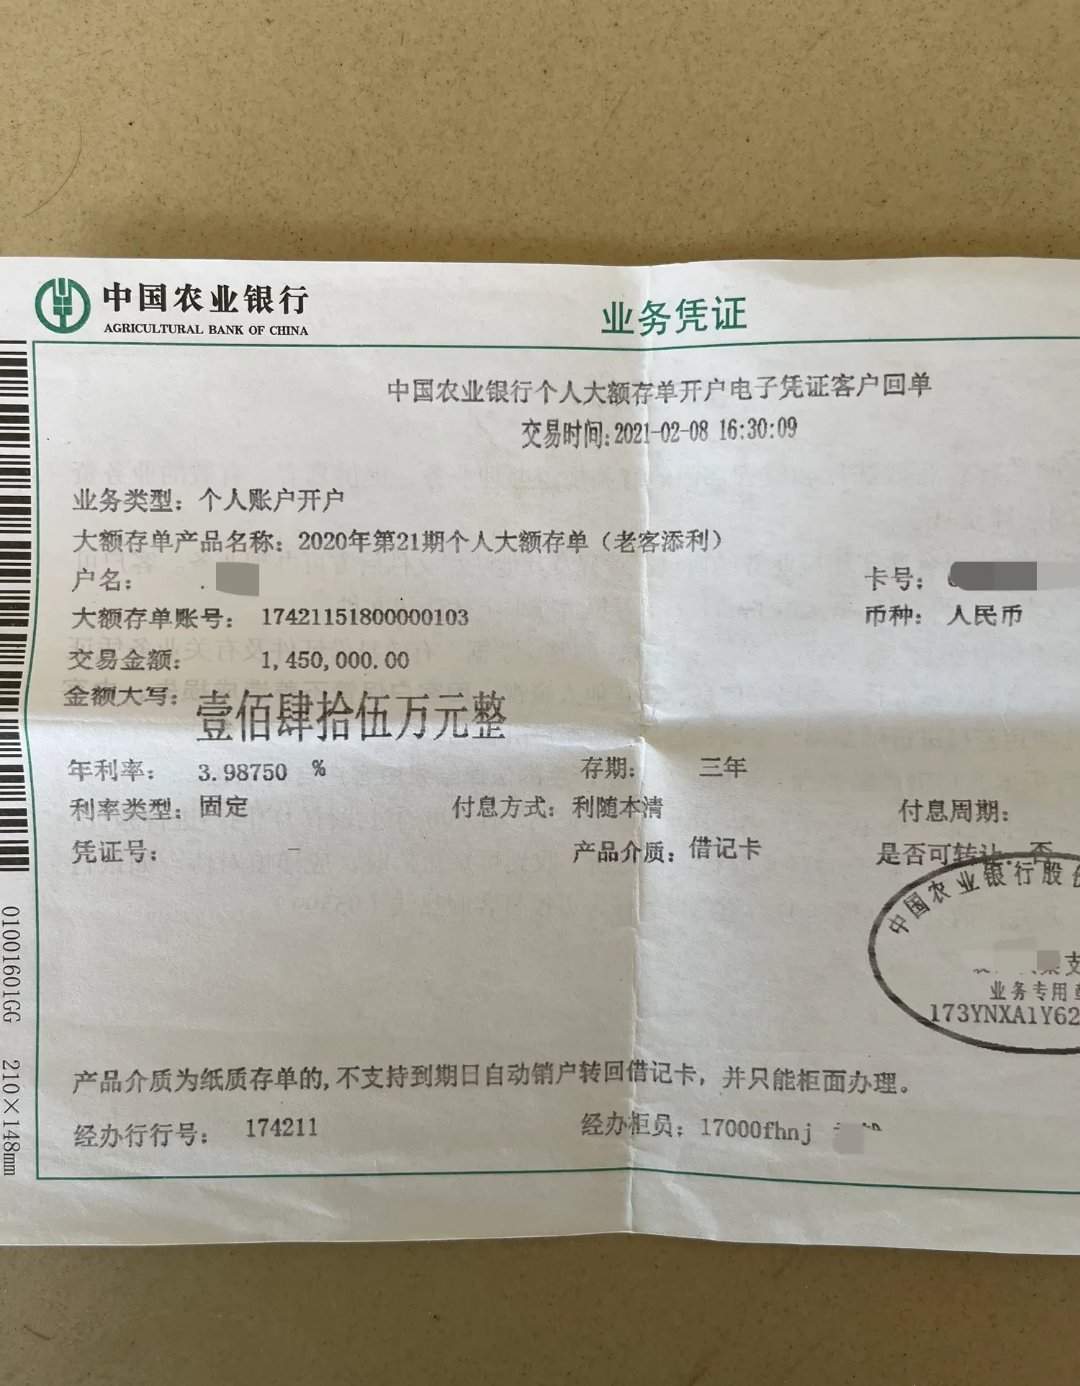 中国农业银行
AGRICULTURAL BANK OF CHINA
业务凭证
中国农业银行个人大额存单开户电子凭证客户回单
交易时间:2021-02-08 16:30:09
业务类型：个人账户开户
大额存单产品名称：2020年第21期个人大额存单（老客添利）
户名： 卡号：
大额存单账号： 17421151800000103 币种： 人民币
交易金额： 1,450,000.00
金额大写：壹佰肆拾伍万元整
年利率： 3.98750 % 存期： 三年
利率类型：固定 付息方式：利随本清 付息周期：
凭证号： — 产品介质：借记卡 是否可转让：否
中国农业银行股
支
业务专用
173YNXA1Y62
产品介质为纸质存单的,不支持到期日自动销户转回借记卡，并只能柜面办理。
经办行行号： 174211 经办柜员：17000fhnj
01001601GG 210×148mm